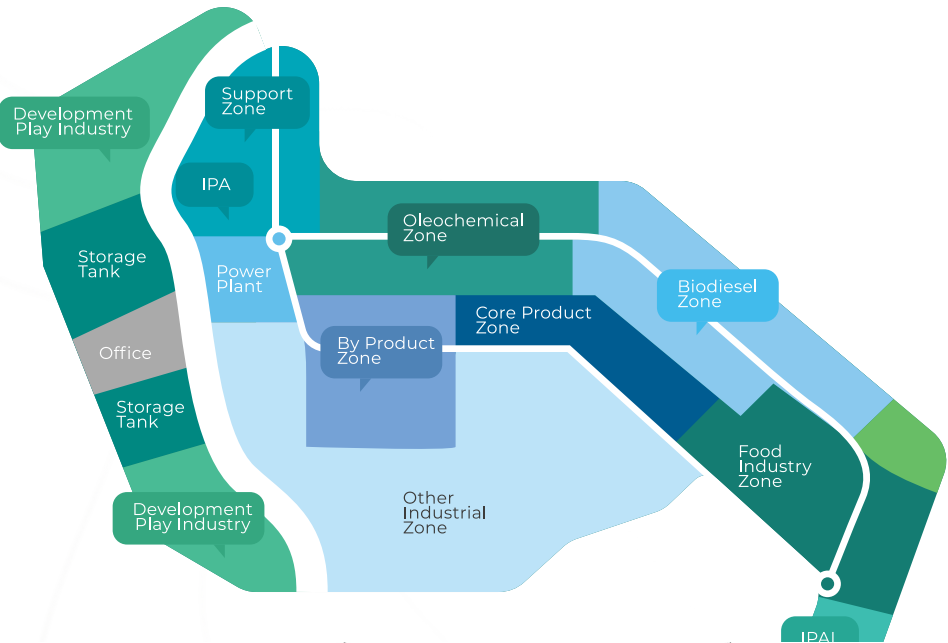 Support
Zone
Development
Play Industry
IPA
Oleochemical
Zone
Storage
Tank
Power
Plant
Biodiesel
Zone
Core Product
Zone
By Product
Zone
Office
Storage
Tank
Food
Industry
Zone
Other
Industrial
Zone
Development
Play Industry
IPAL